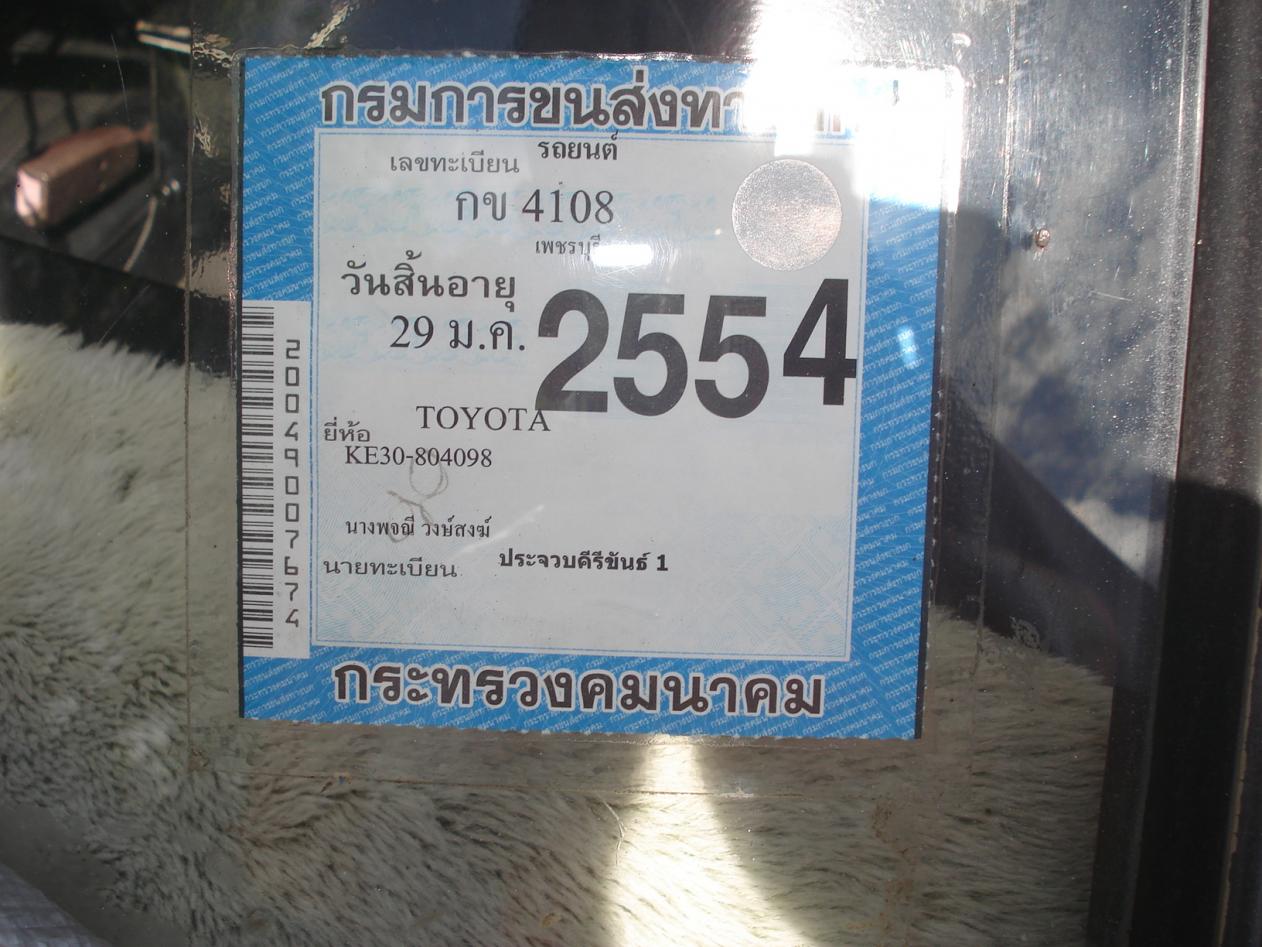 กรมการขนส่งทา
รถยนต์
เลขทะเบียน
กข 4108
เพชรบุรี
วันสิ้นอายุ
29 ม.ค. 2554
TOYOTA
ยี่ห้อ
KE30-804098
นางพจณี วงษ์สงฆ์
นายทะเบียน ประจวบคีรีขันธ์ 1
200490007674
กระทรวงคมนาคม